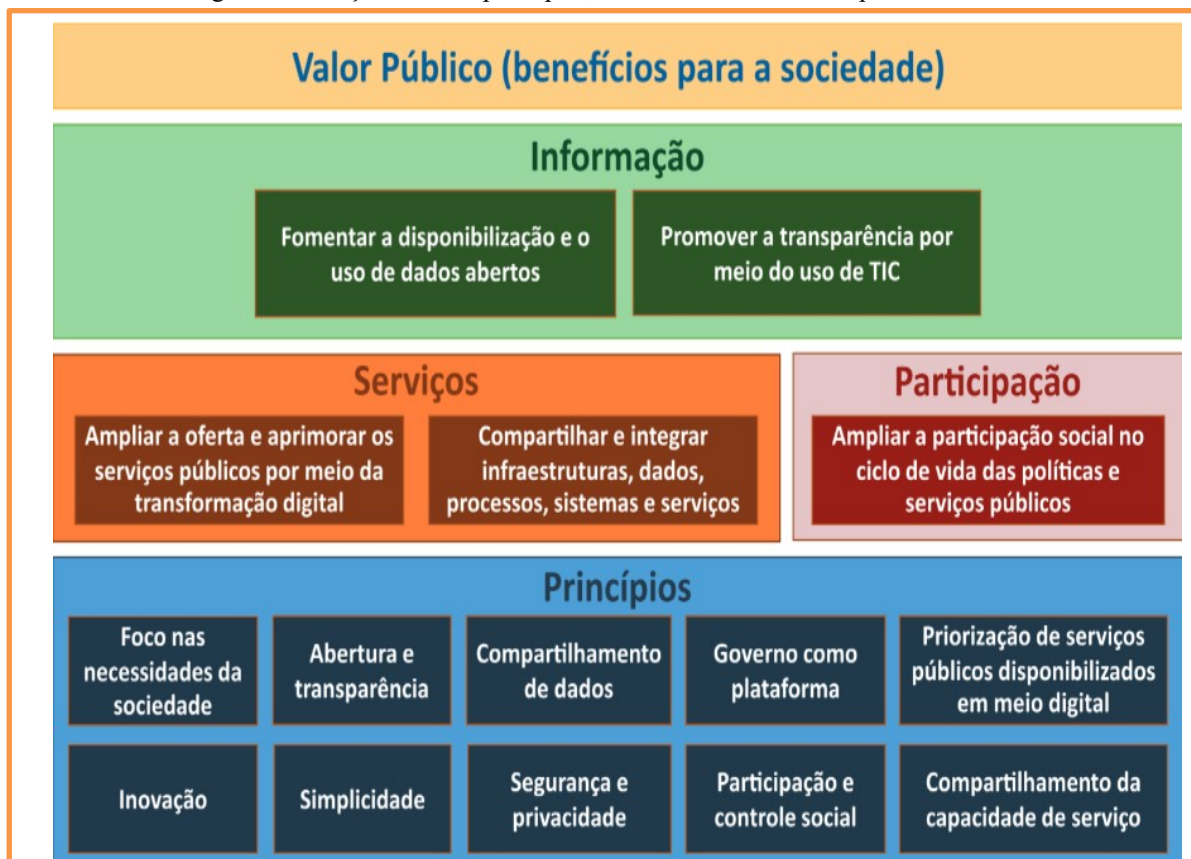 Valor Público (benefícios para a sociedade)
Informação
Fomentar a disponibilização e o
uso de dados abertos
Promover a transparência por
meio do uso de TIC
Serviços
Ampliar a oferta e aprimorar os
serviços públicos por meio da
transformação digital
Compartilhar e integrar
infraestruturas, dados,
processos, sistemas e serviços
Participação
Ampliar a participação social no
ciclo de vida das políticas e
serviços públicos
Princípios
Foco nas
necessidades da
sociedade
Abertura e
transparência
Compartilhamento
de dados
Governo como
plataforma
Priorização de serviços
públicos disponibilizados
em meio digital
Inovação
Simplicidade
Segurança e
privacidade
Participação e
controle social
Compartilhamento da
capacidade de serviço